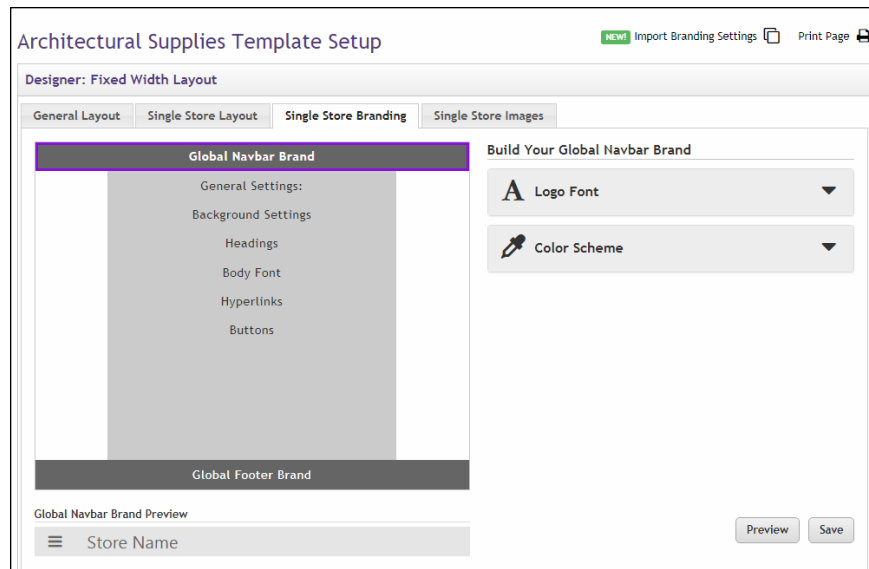 Architectural Supplies Template Setup
NEW! Import Branding Settings Print Page
Designer: Fixed Width Layout
General Layout Single Store Layout Single Store Branding Single Store Images
Global Navbar Brand
General Settings:
Background Settings
Headings
Body Font
Hyperlinks
Buttons
Global Footer Brand
Build Your Global Navbar Brand
A Logo Font
Color Scheme
Global Navbar Brand Preview
Store Name
Preview Save